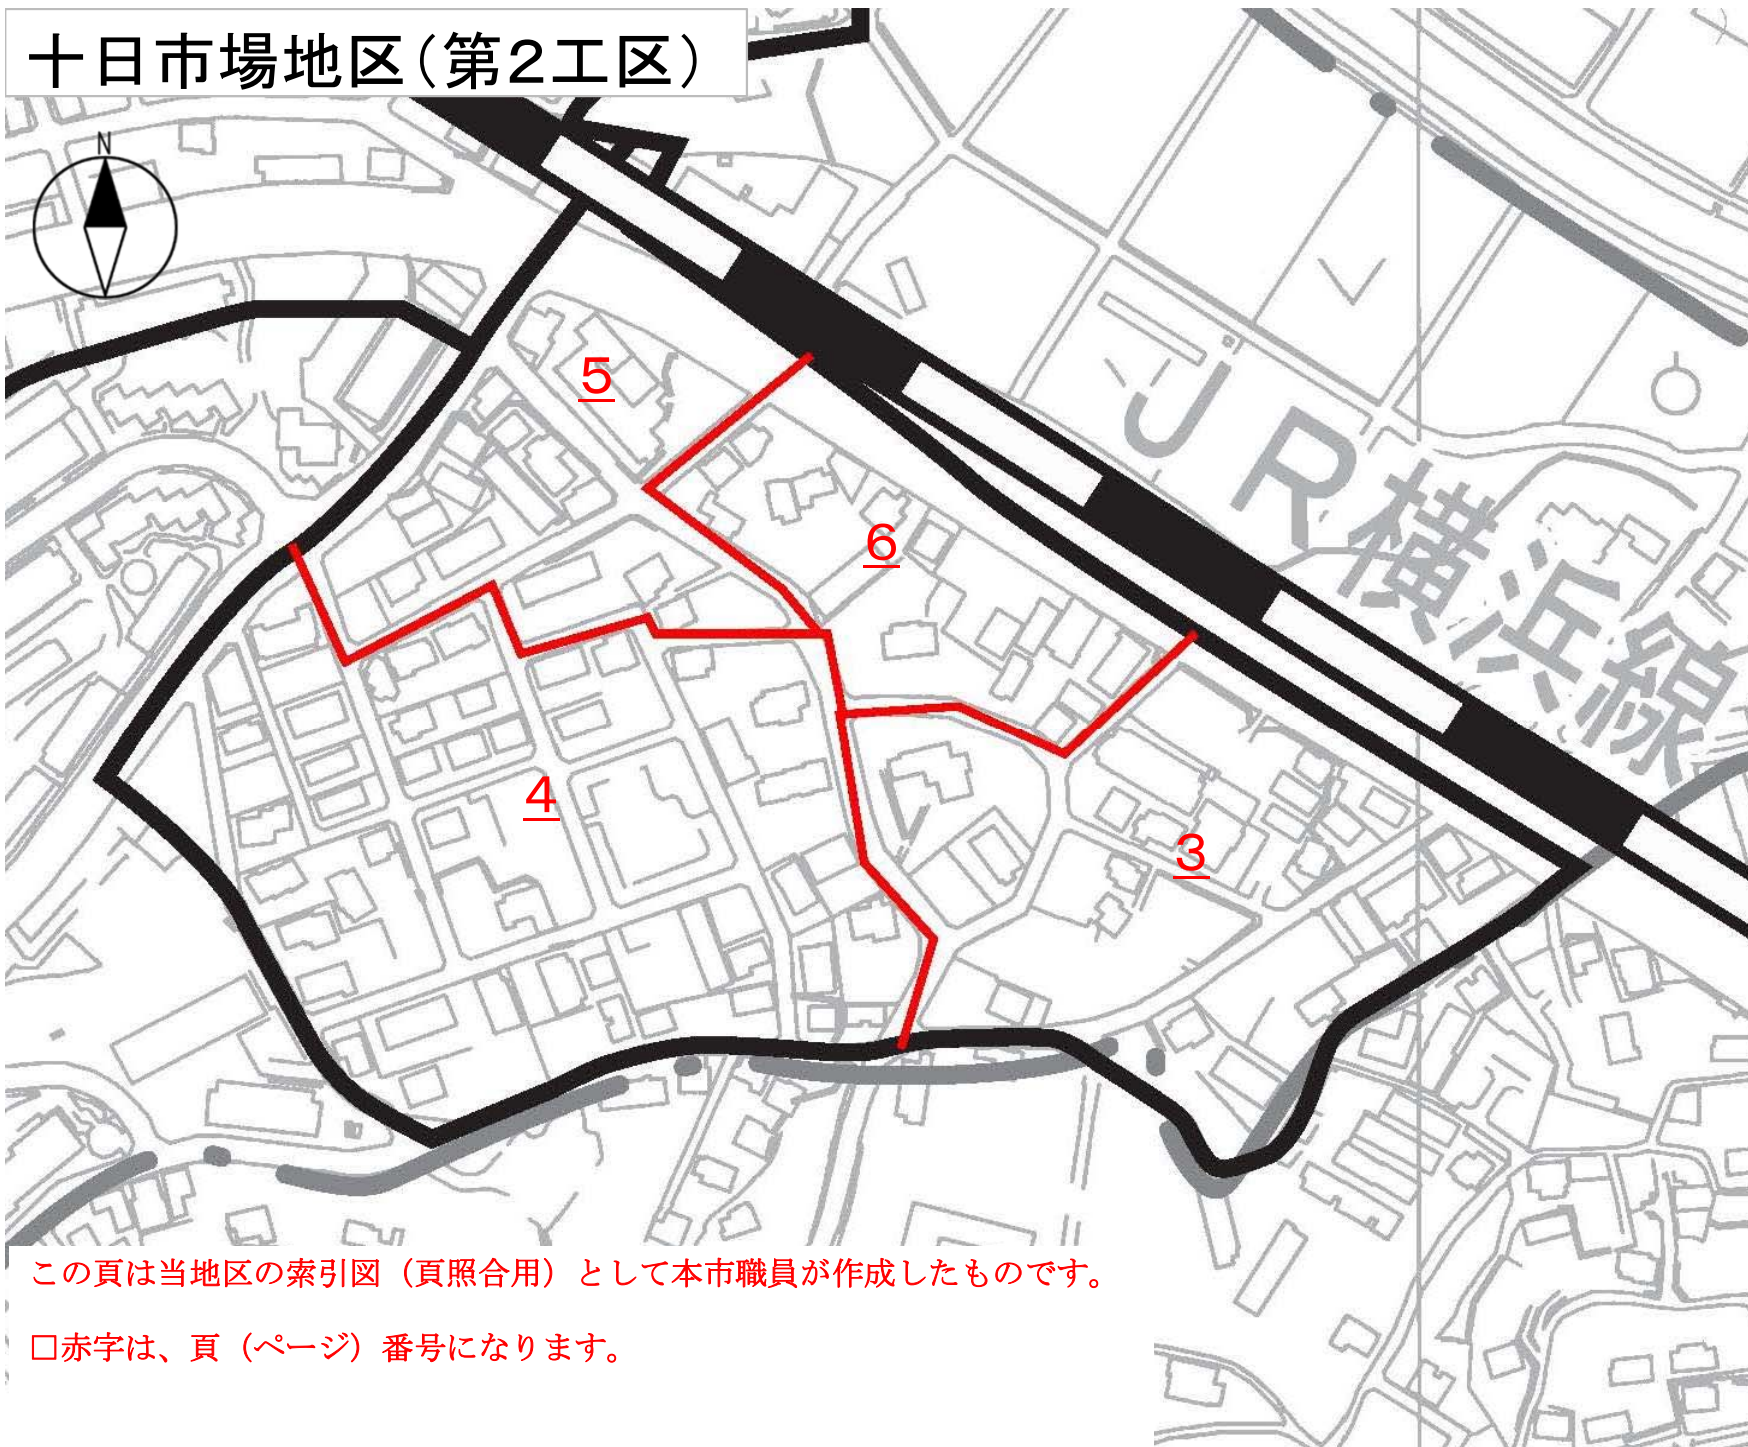 十日市場地区（第２工区）
N
5
6
JR横浜線
4
3
この頁は当地区の索引図（頁照合用）として本市職員が作成したものです。
□赤字は、頁（ページ）番号になります。